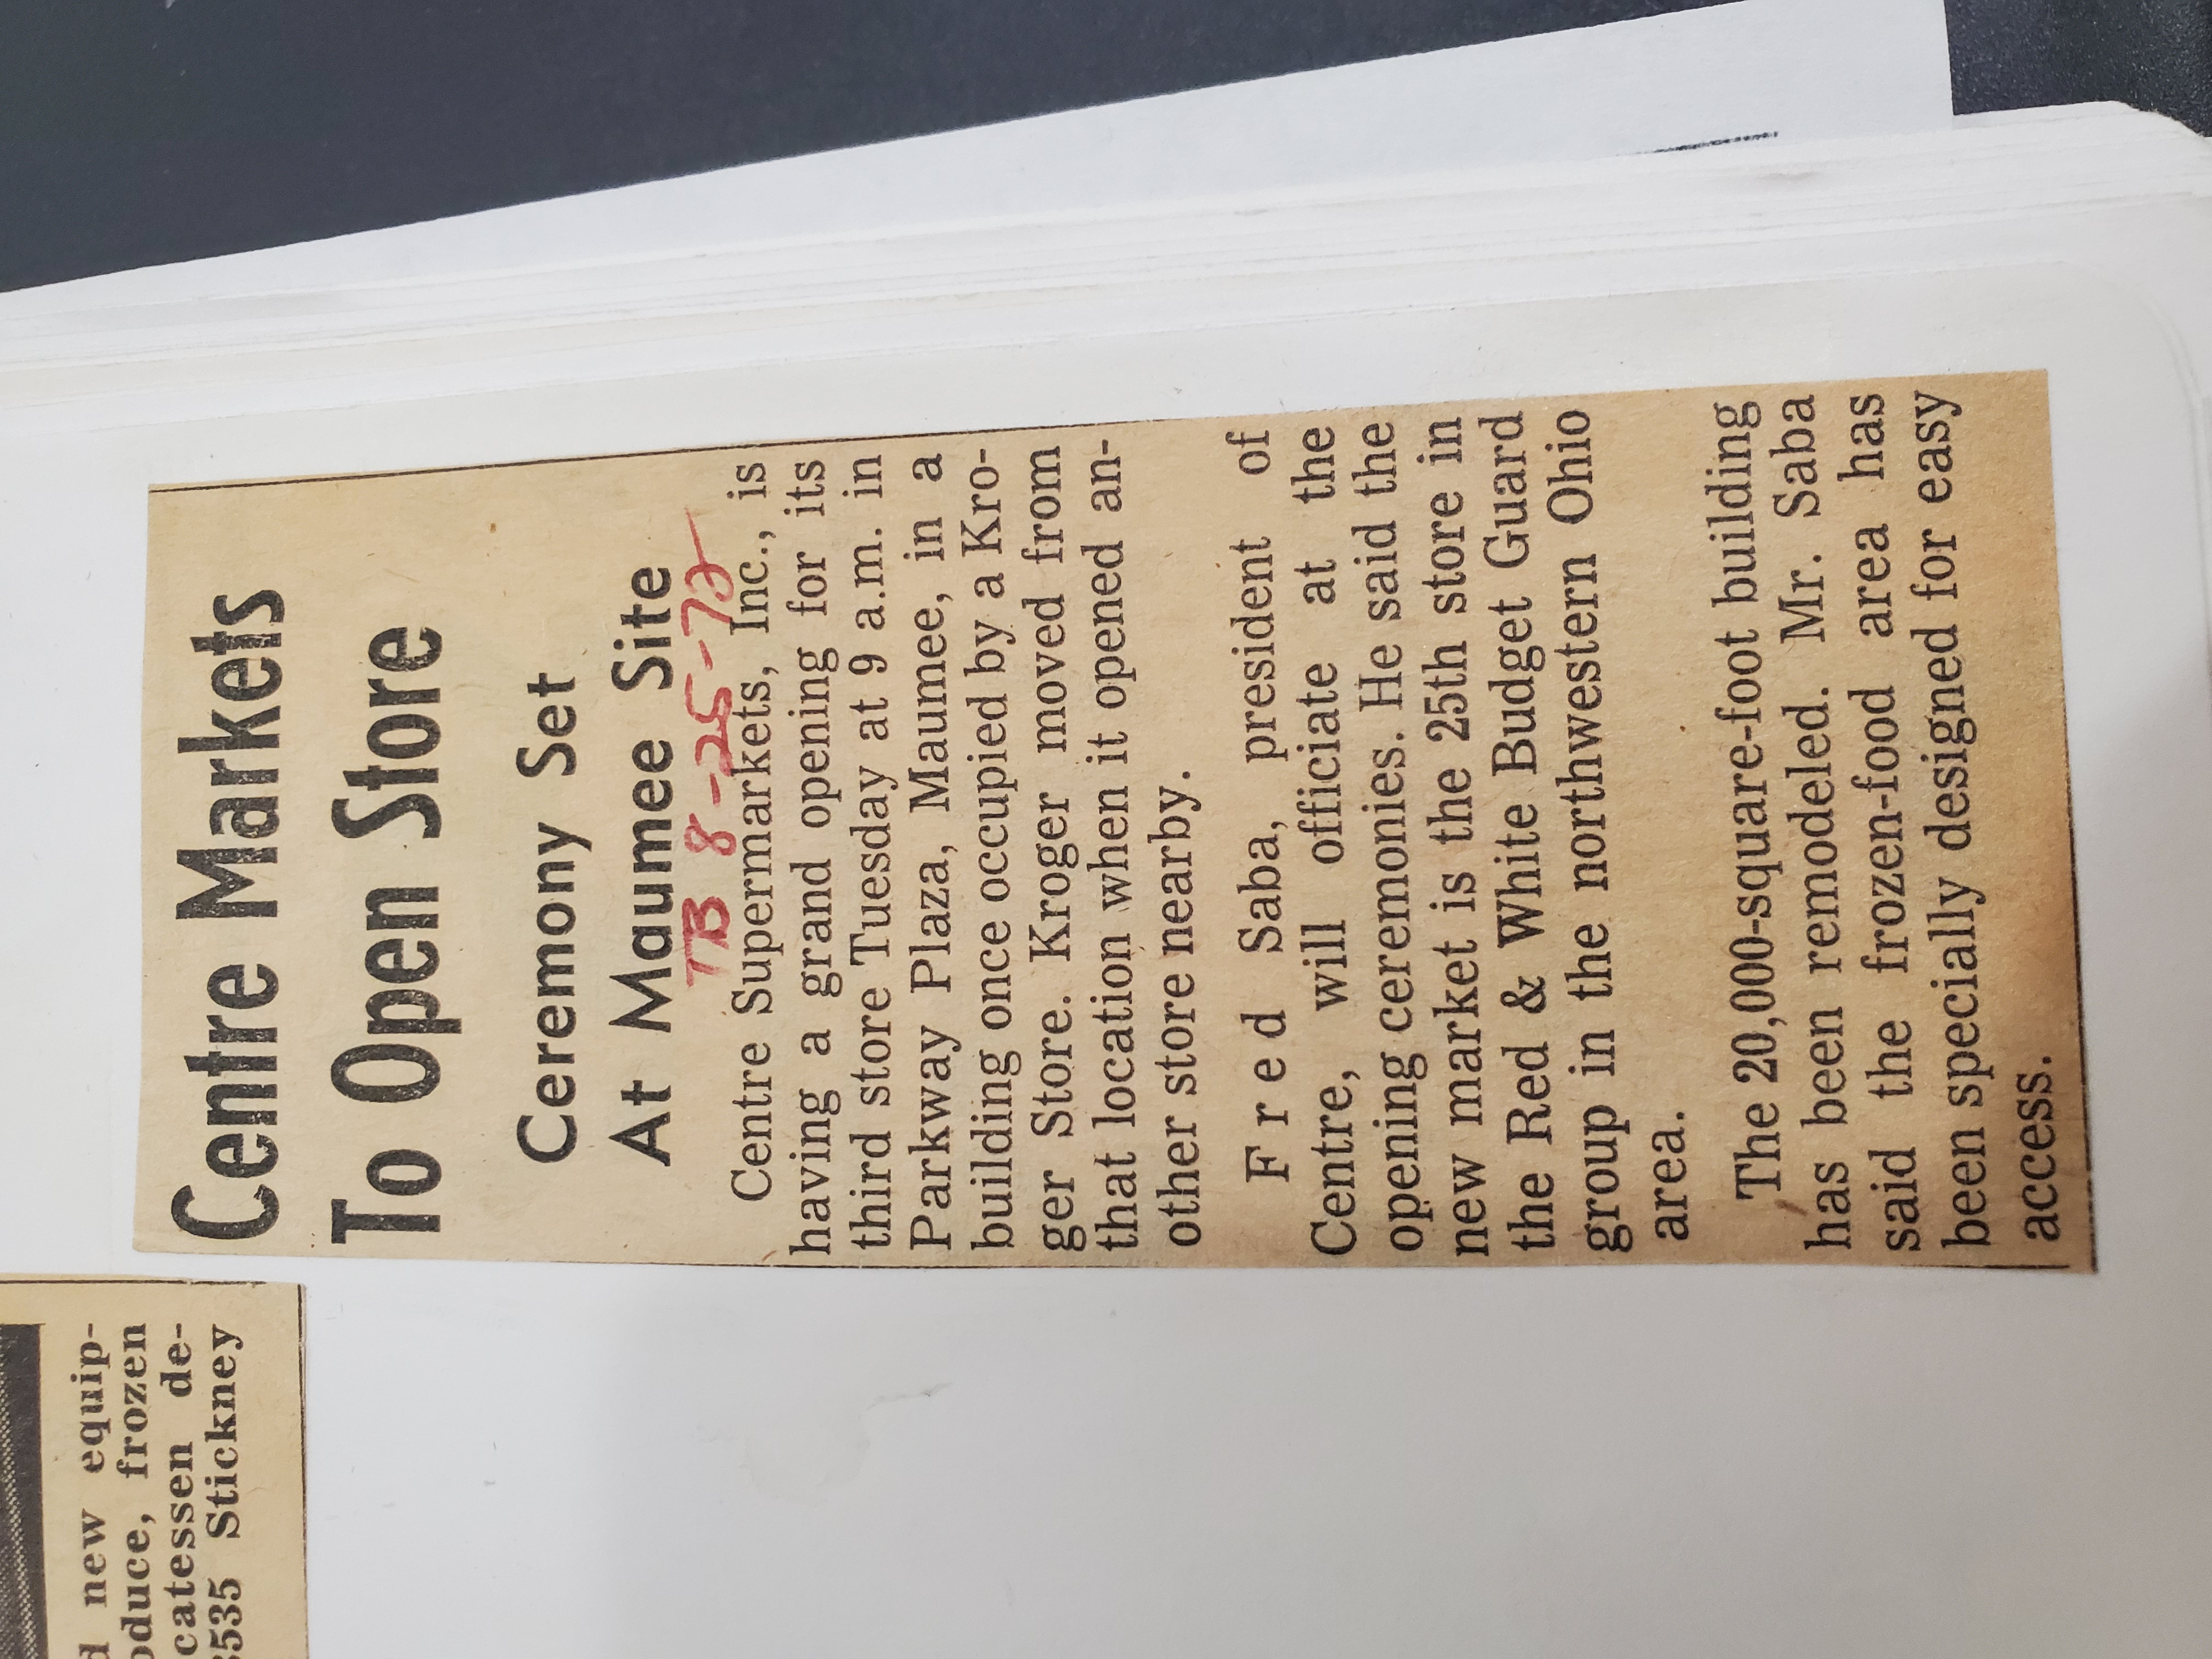 Centre Markets
To Open Store
Ceremony Set
At Maumee Site
TB 8-25-72
Centre Supermarkets, Inc., is
having a grand opening for its
third store Tuesday at 9 a.m. in
Parkway Plaza, Maumee, in a
building once occupied by a Kro-
ger Store. Kroger moved from
that location when it opened an-
other store nearby.
Fred Saba, president of
Centre, will officiate at the
opening ceremonies. He said the
new market is the 25th store in
the Red & White Budget Guard
group in the northwestern Ohio
area.
The 20,000-square-foot building
has been remodeled. Mr. Saba
said the frozen-food area has
been specially designed for easy
access.
new equip-
frozen
de-
3535 Stickney